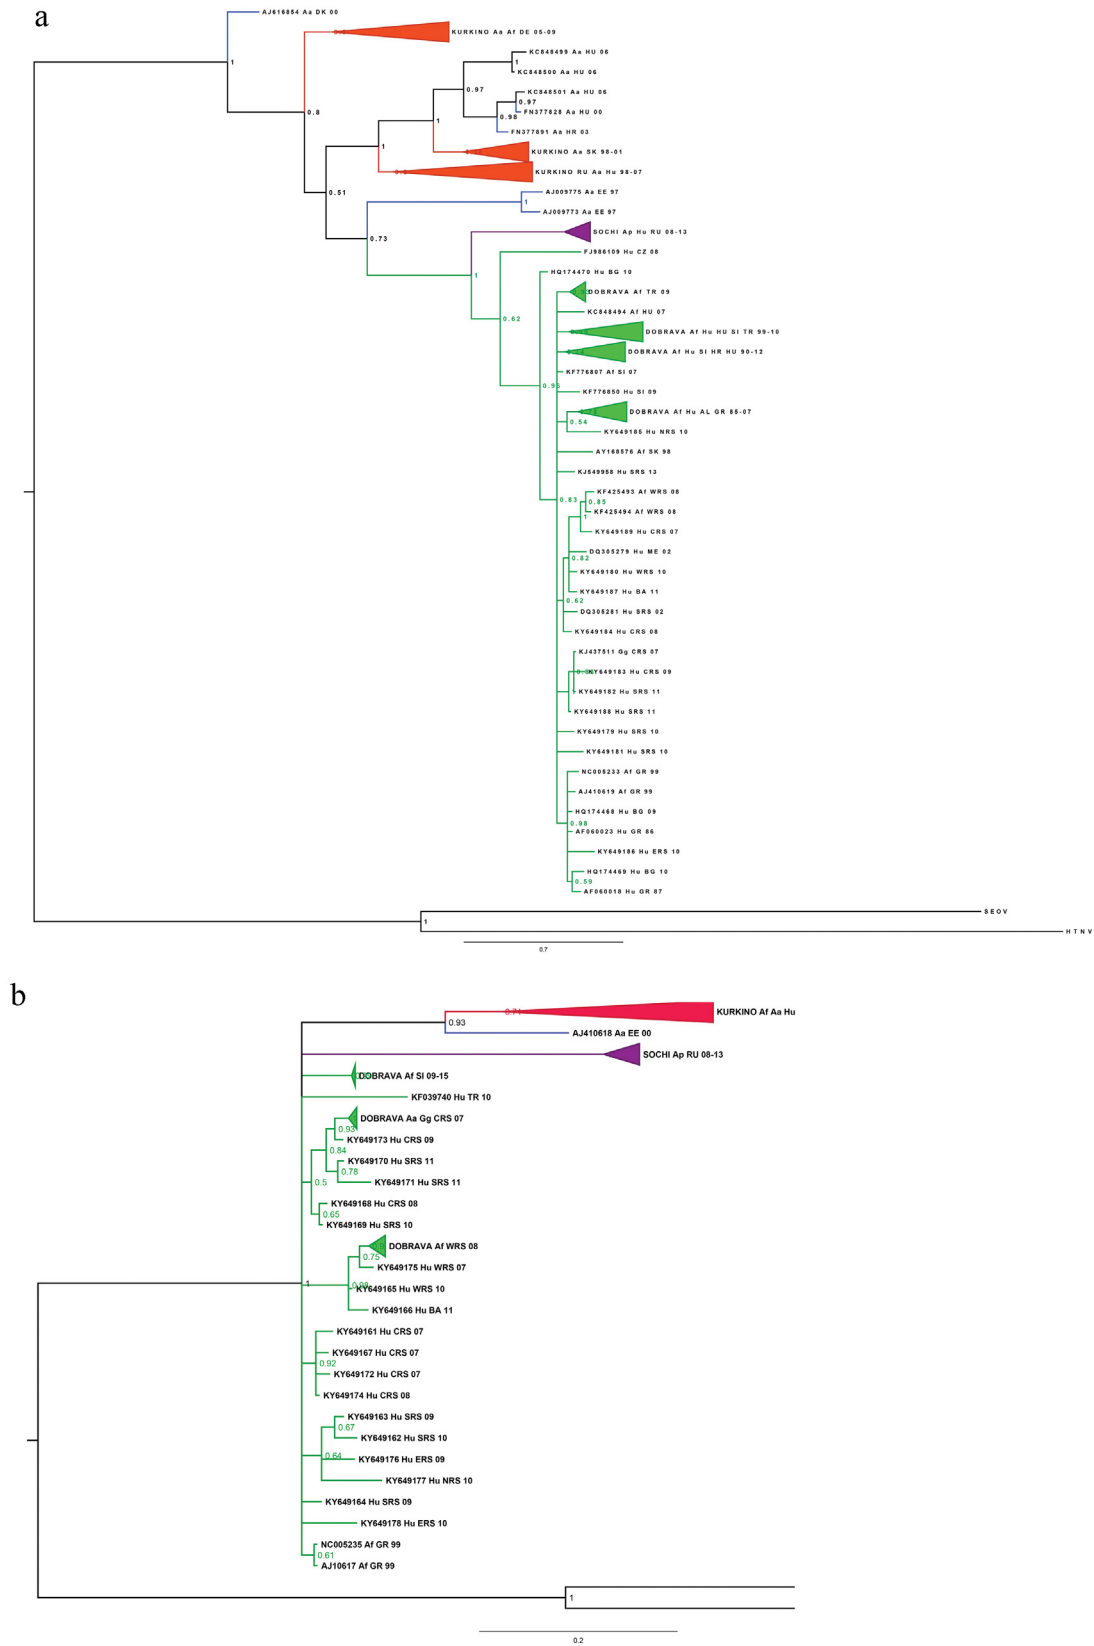 a
AJ616854 Aa DK 00
KURKINO Aa Af DE 05-09
KC848499 Aa HU 06
1
1
KC848500 Aa HU 06
0.97
KC848501 Aa HU 06
0.97
0.8
FN377828 Aa HU 00
0.98
1
FN377891 Aa HR 03
1
KURKINO Aa SK 98-01
KURKINO RU Aa Hu 98-07
0.51
AJ009775 Aa EE 97
1
AJ009773 Aa EE 97
SOCHI Ap Hu RU 08-13
0.73
FJ986109 Hu CZ 08
HQ174470 Hu BG 10
1
DOBRAVA Af TR 09
KC848494 Af HU 07
0.62
DOBRAVA Af Hu HU SI TR 99-10
DOBRAVA Af Hu SI HR HU 90-12
KF776807 Af SI 07
0.95
KF776850 Hu SI 09
DOBRAVA Af Hu AL GR 85-07
0.54
KY649185 Hu NRS 10
AY168576 Af SK 98
KJ549958 Hu SRS 13
KF425493 Af WRS 08
0.83
0.85
KF425494 Af WRS 08
1
KY649189 Hu CRS 07
DQ305279 Hu ME 02
0.82
KY649180 Hu WRS 10
KY649187 Hu BA 11
0.62
DQ305281 Hu SRS 02
KY649184 Hu CRS 08
KJ437511 Gg CRS 07
KY649183 Hu CRS 09
KY649182 Hu SRS 11
KY649188 Hu SRS 11
KY649179 Hu SRS 10
KY649181 Hu SRS 10
NC005233 Af GR 99
AJ410619 Af GR 99
HQ174468 Hu BG 09
0.98
AF060023 Hu GR 86
KY649186 Hu ERS 10
HQ174469 Hu BG 10
0.59
AF060018 Hu GR 87
SEOV
1
HTNV
0.7
b
0.71
KURKINO Af Aa Hu
0.93
AJ410618 Aa EE 00
SOCHI Ap RU 08-13
DOBRAVA Af SI 09-15
KF039740 Hu TR 10
DOBRAVA Aa Gg CRS 07
0.93
KY649173 Hu CRS 09
0.84
KY649170 Hu SRS 11
0.78
0.5
KY649171 Hu SRS 11
KY649168 Hu CRS 08
0.65
KY649169 Hu SRS 10
DOBRAVA Af WRS 08
0.75
KY649175 Hu WRS 07
1
KY649165 Hu WRS 10
KY649166 Hu BA 11
KY649161 Hu CRS 07
KY649167 Hu CRS 07
0.92
KY649172 Hu CRS 07
KY649174 Hu CRS 08
KY649163 Hu SRS 09
0.67
KY649162 Hu SRS 10
0.64
KY649176 Hu ERS 09
KY649177 Hu NRS 10
KY649164 Hu SRS 09
KY649178 Hu ERS 10
NC005235 Af GR 99
0.61
AJ10617 Af GR 99
1
0.2